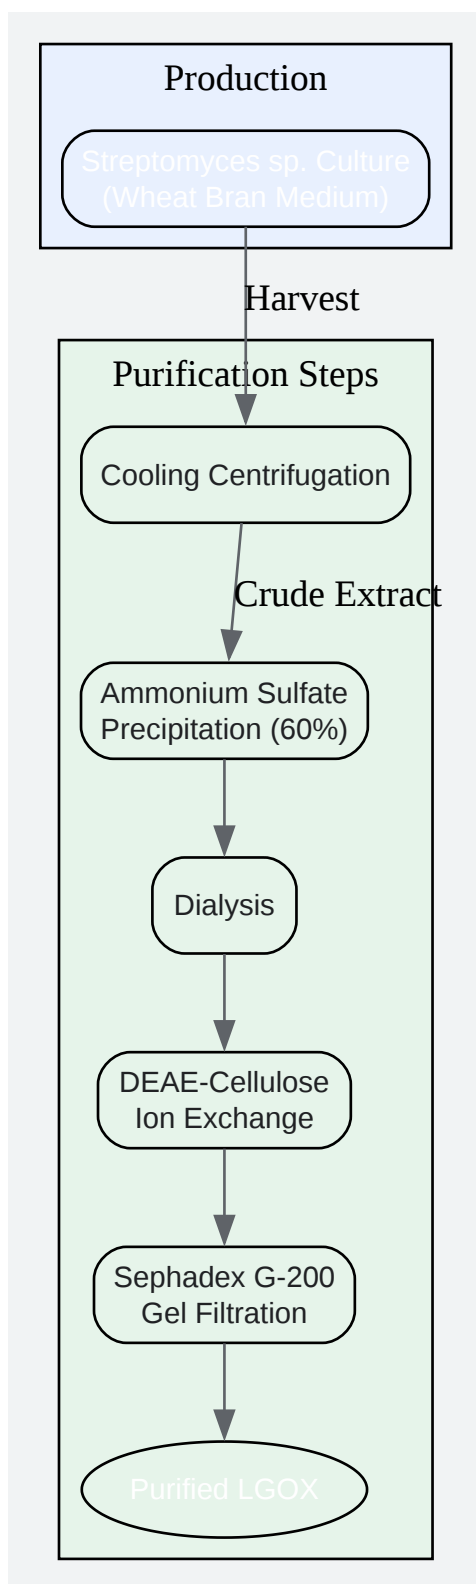 Production
Streptomyces sp. Culture
(Wheat Bran Medium)
Harvest
Purification Steps
Cooling Centrifugation
Crude Extract
Ammonium Sulfate
Precipitation (60%)
Dialysis
DEAE-Cellulose
Ion Exchange
Sephadex G-200
Gel Filtration
Purified LGOX